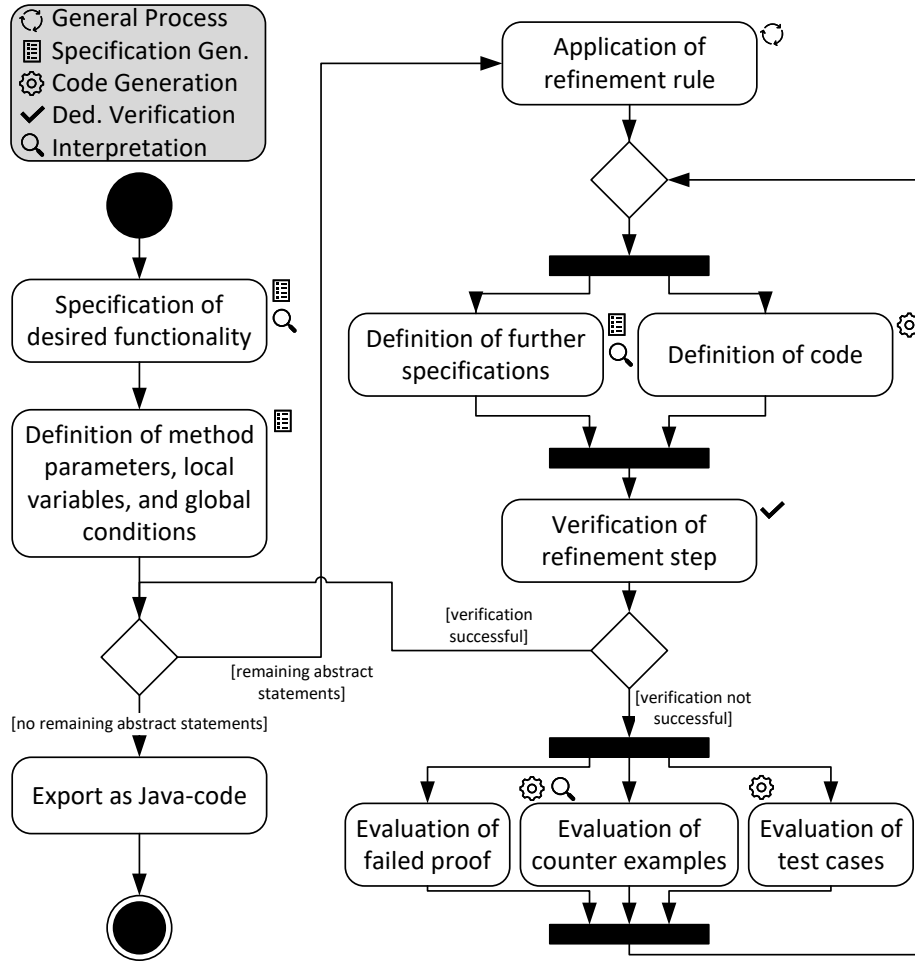 General Process
Specification Gen.
Code Generation
Ded. Verification
Interpretation
Specification of
desired functionality
Definition of method
parameters, local
variables, and global
conditions
[remaining abstract
statements]
[no remaining abstract statements]
Export as Java-code
Application of
refinement rule
Definition of further
specifications
Definition of code
Verification of
refinement step
[verification
successful]
[verification not
successful]
Evaluation of
failed proof
Evaluation of
counter examples
Evaluation of
test cases